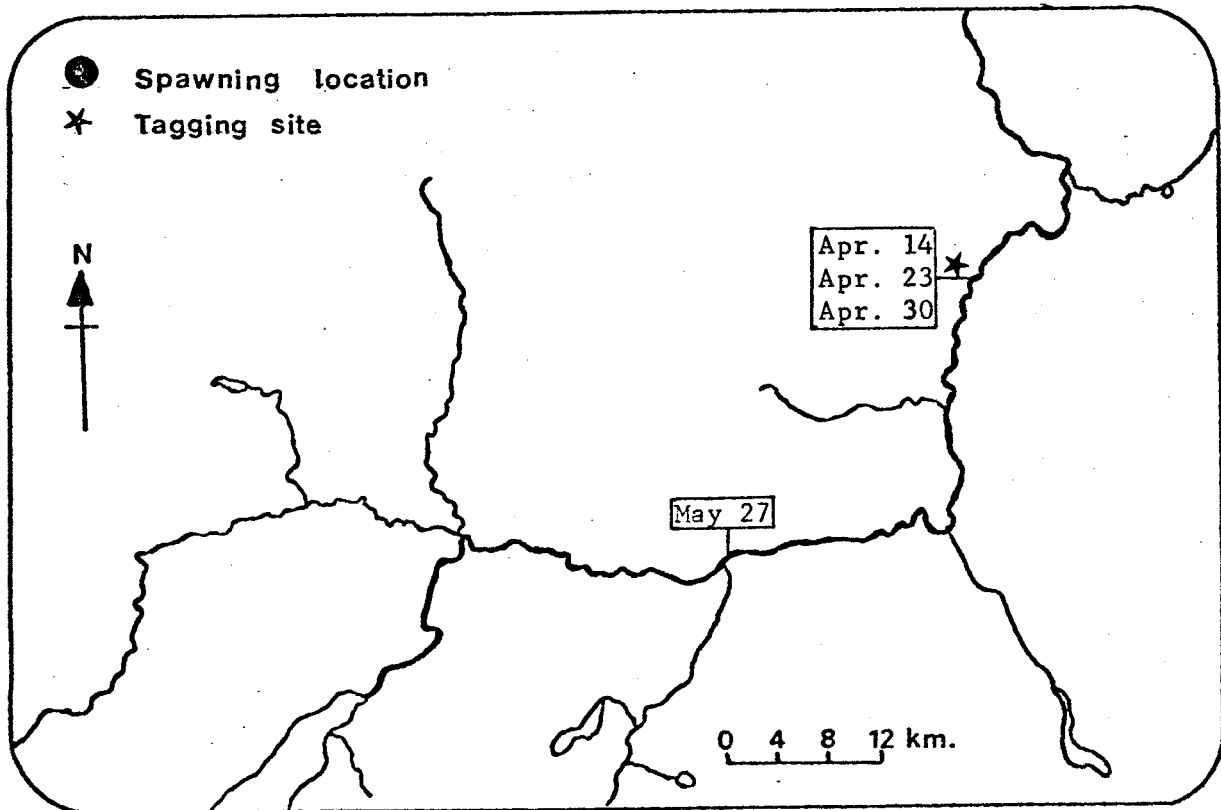 Spawning location
Tagging site
N
Apr. 14
Apr. 23
Apr. 30
May 27
0 4 8 12 km.